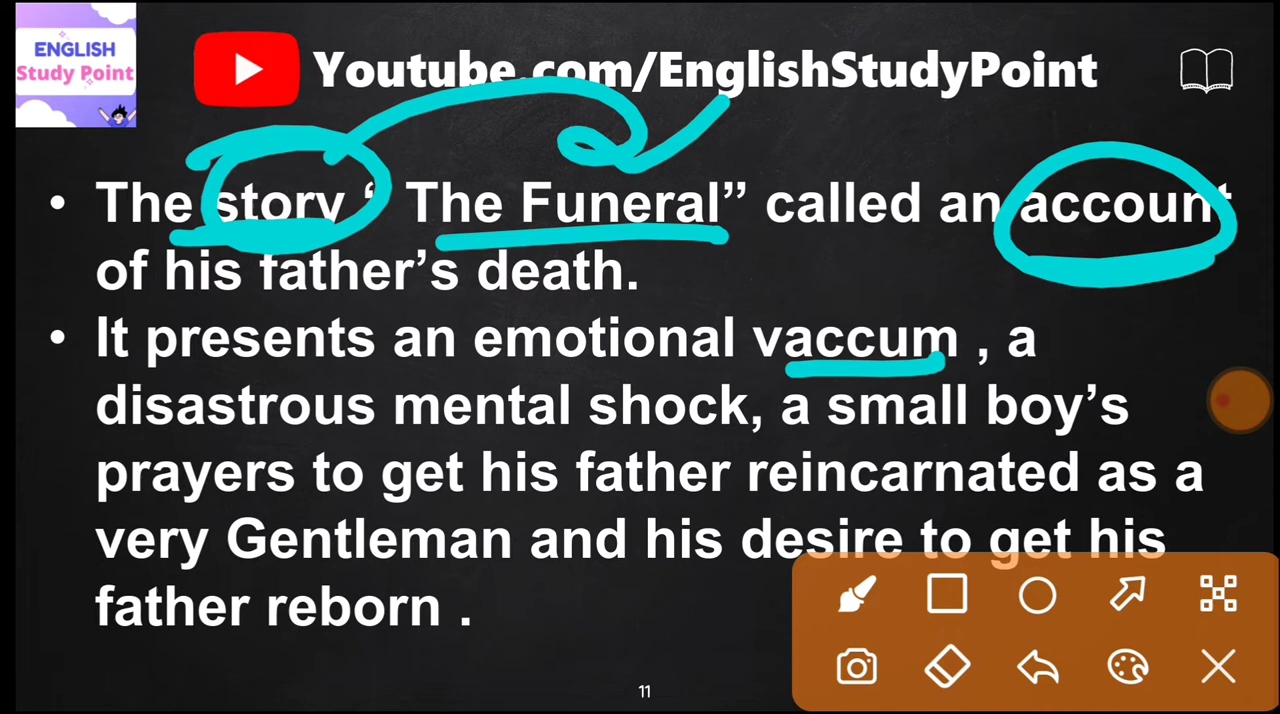 ENGLISH
Study Point
Youtube.com/EnglishStudyPoint
• The story “ The Funeral” called an account
of his father’s death.
• It presents an emotional vaccum , a
disastrous mental shock, a small boy’s
prayers to get his father reincarnated as a
very Gentleman and his desire to get his
father reborn .
11